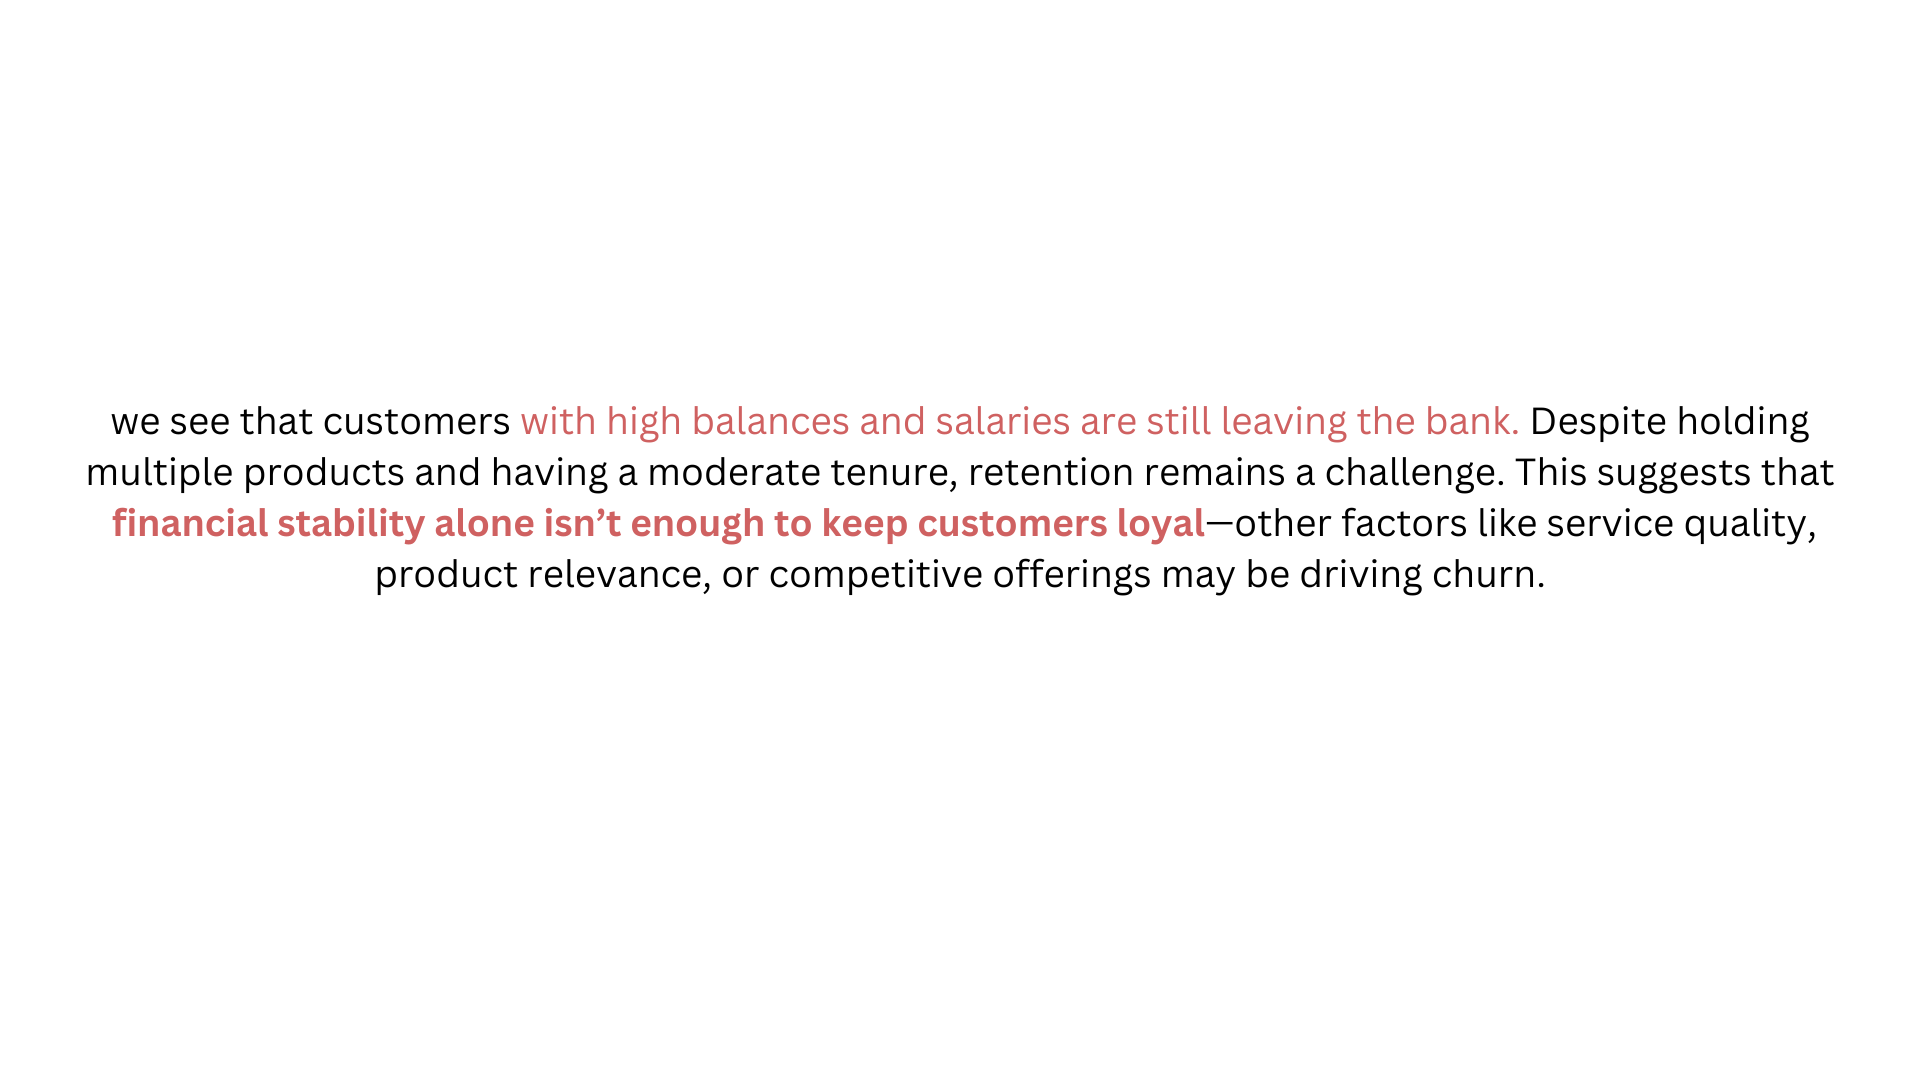 we see that customers with high balances and salaries are still leaving the bank. Despite holding
multiple products and having a moderate tenure, retention remains a challenge. This suggests that
financial stability alone isn’t enough to keep customers loyal—other factors like service quality,
product relevance, or competitive offerings may be driving churn.